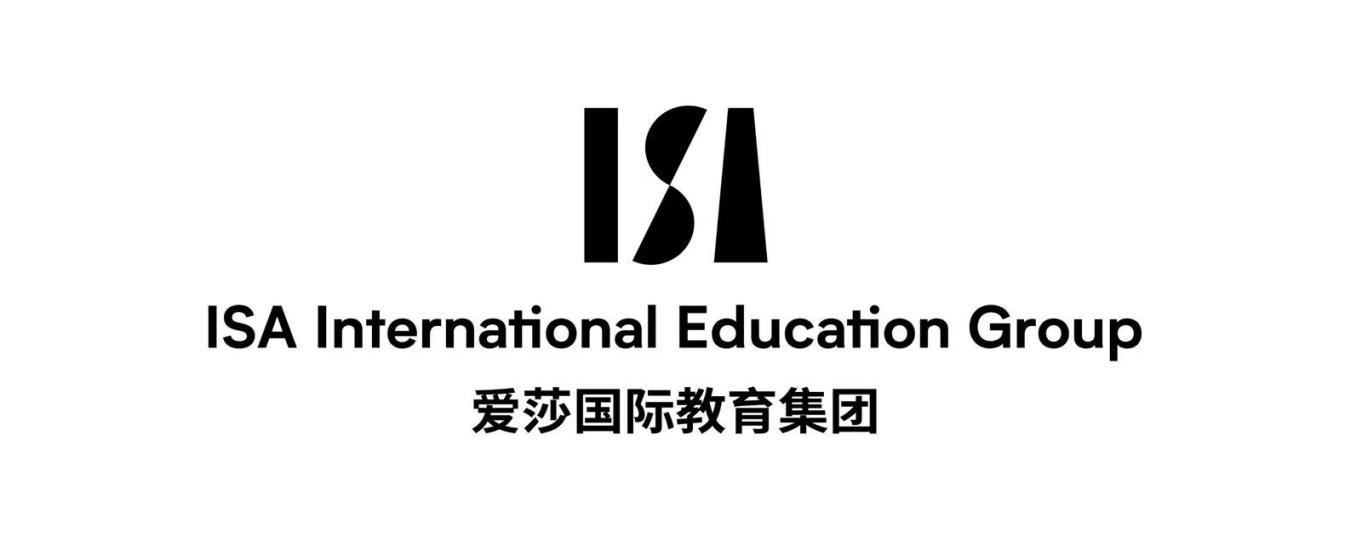 ISA
ISA International Education Group
爱莎国际教育集团